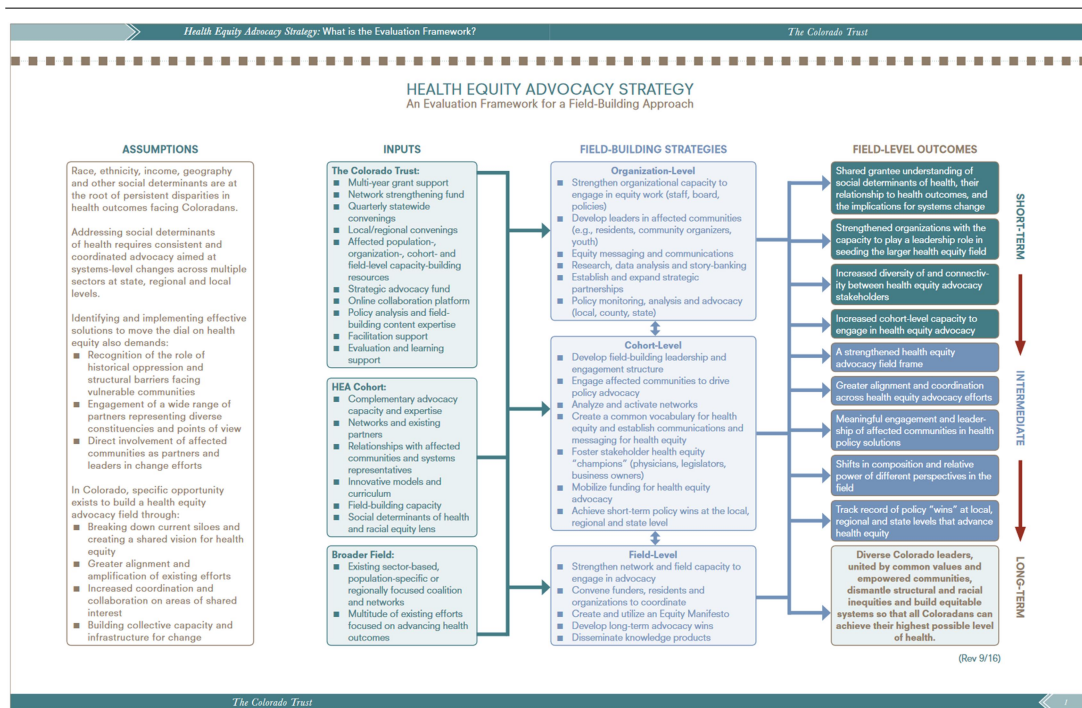 Health Equity Advocacy Strategy: What is the Evaluation Framework?
The Colorado Trust
HEALTH EQUITY ADVOCACY STRATEGY
An Evaluation Framework for a Field-Building Approach
ASSUMPTIONS
Race, ethnicity, income, geography
and other social determinants are at
the root of persistent disparities in
health outcomes facing Coloradans.
Addressing social determinants
of health requires consistent and
coordinated advocacy aimed at
systems-level changes across multiple
sectors at state, regional and local
levels.
Identifying and implementing effective
solutions to move the dial on health
equity also demands:
■ Recognition of the role of
historical oppression and
structural barriers facing
vulnerable communities
■ Engagement of a wide range of
partners representing diverse
constituencies and points of view
■ Direct involvement of affected
communities as partners and
leaders in change efforts
In Colorado, specific opportunity
exists to build a health equity
advocacy field through:
■ Breaking down current siloes and
creating a shared vision for health
equity
■ Greater alignment and
amplification of existing efforts
■ Increased coordination and
collaboration on areas of shared
interest
■ Building collective capacity and
infrastructure for change
INPUTS
The Colorado Trust:
■ Multi-year grant support
■ Network strengthening fund
■ Quarterly statewide
convenings
■ Local/regional convenings
■ Affected population-,
organization-, cohort- and
field-level capacity-building
resources
■ Strategic advocacy fund
■ Online collaboration platform
■ Policy analysis and field-
building content expertise
■ Facilitation support
■ Evaluation and learning
support
HEA Cohort:
■ Complementary advocacy
capacity and expertise
■ Networks and existing
partners
■ Relationships with affected
communities and systems
representatives
■ Innovative models and
curriculum
■ Field-building capacity
■ Social determinants of health
and racial equity lens
Broader Field:
■ Existing sector-based,
population-specific or
regionally focused coalition
and networks
■ Multitude of existing efforts
focused on advancing health
outcomes
FIELD-BUILDING STRATEGIES
Organization-Level
■ Strengthen organizational capacity to
engage in equity work (staff, board,
policies)
■ Develop leaders in affected communities
(e.g., residents, community organizers,
youth)
■ Equity messaging and communications
■ Research, data analysis and story-banking
■ Establish and expand strategic
partnerships
■ Policy monitoring, analysis and advocacy
(local, county, state)
Cohort-Level
■ Develop field-building leadership and
engagement structure
■ Engage affected communities to drive
policy advocacy
■ Analyze and activate networks
■ Create a common vocabulary for health
equity and establish communications and
messaging for health equity
■ Foster stakeholder health equity
“champions” (physicians, legislators,
business owners)
■ Mobilize funding for health equity
advocacy
■ Achieve short-term policy wins at the local,
regional and state level
Field-Level
■ Strengthen network and field capacity to
engage in advocacy
■ Convene funders, residents and
organizations to coordinate
■ Create and utilize an Equity Manifesto
■ Develop long-term advocacy wins
■ Disseminate knowledge products
FIELD-LEVEL OUTCOMES
Shared grantee understanding of
social determinants of health, their
relationship to health outcomes, and
the implications for systems change
Strengthened organizations with the
capacity to play a leadership role in
seeding the larger health equity field
Increased diversity of and connectiv-
ity between health equity advocacy
stakeholders
Increased cohort-level capacity to
engage in health equity advocacy
A strengthened health equity
advocacy field frame
Greater alignment and coordination
across health equity advocacy efforts
Meaningful engagement and leader-
ship of affected communities in health
policy solutions
Shifts in composition and relative
power of different perspectives in the
field
Track record of policy “wins” at local,
regional and state levels that advance
health equity
Diverse Colorado leaders,
united by common values and
empowered communities,
dismantle structural and racial
inequities and build equitable
systems so that all Coloradans can
achieve their highest possible level
of health.
SHORT-TERM
INTERMEDIATE
LONG-TERM
(Rev 9/16)
The Colorado Trust
1